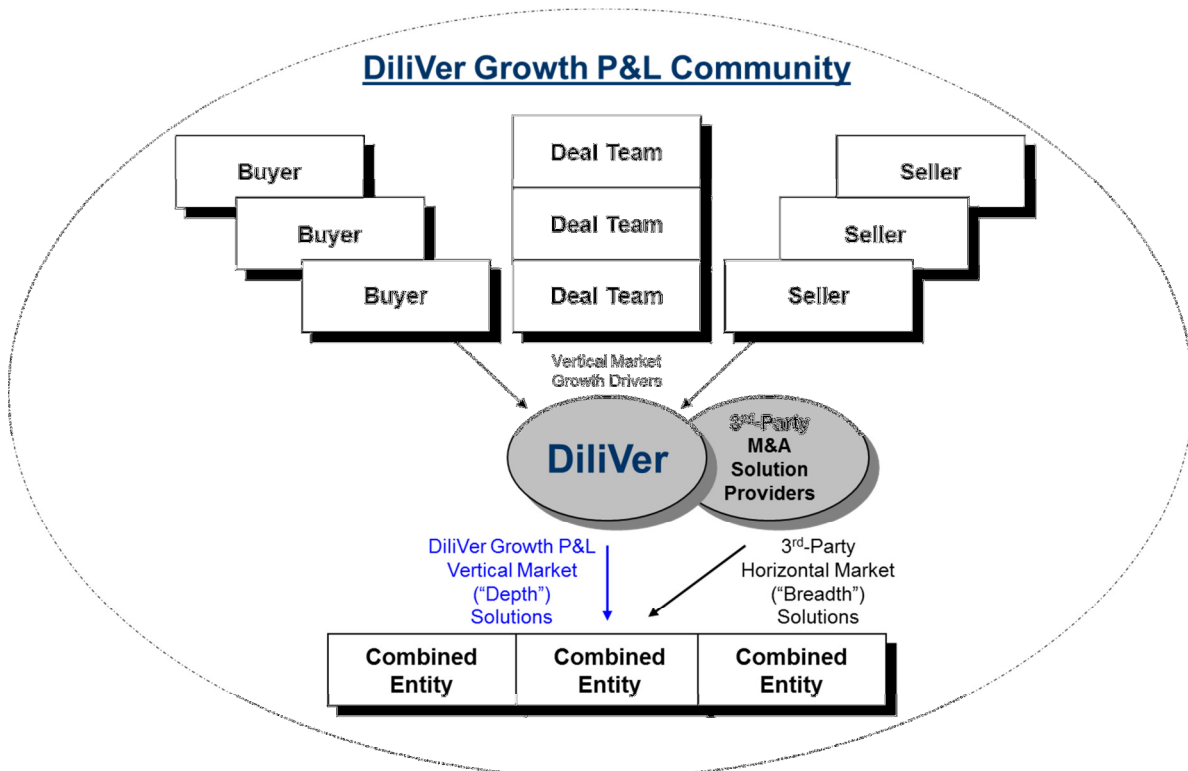 DiliVer Growth P&L Community
Buyer
Buyer
Buyer
Deal Team
Deal Team
Deal Team
Seller
Seller
Seller
Vertical Market
Growth Drivers
DiliVer
3rd-Party
M&A
Solution
Providers
DiliVer Growth P&L
Vertical Market
(“Depth”)
Solutions
3rd-Party
Horizontal Market
(“Breadth”)
Solutions
Combined
Entity
Combined
Entity
Combined
Entity